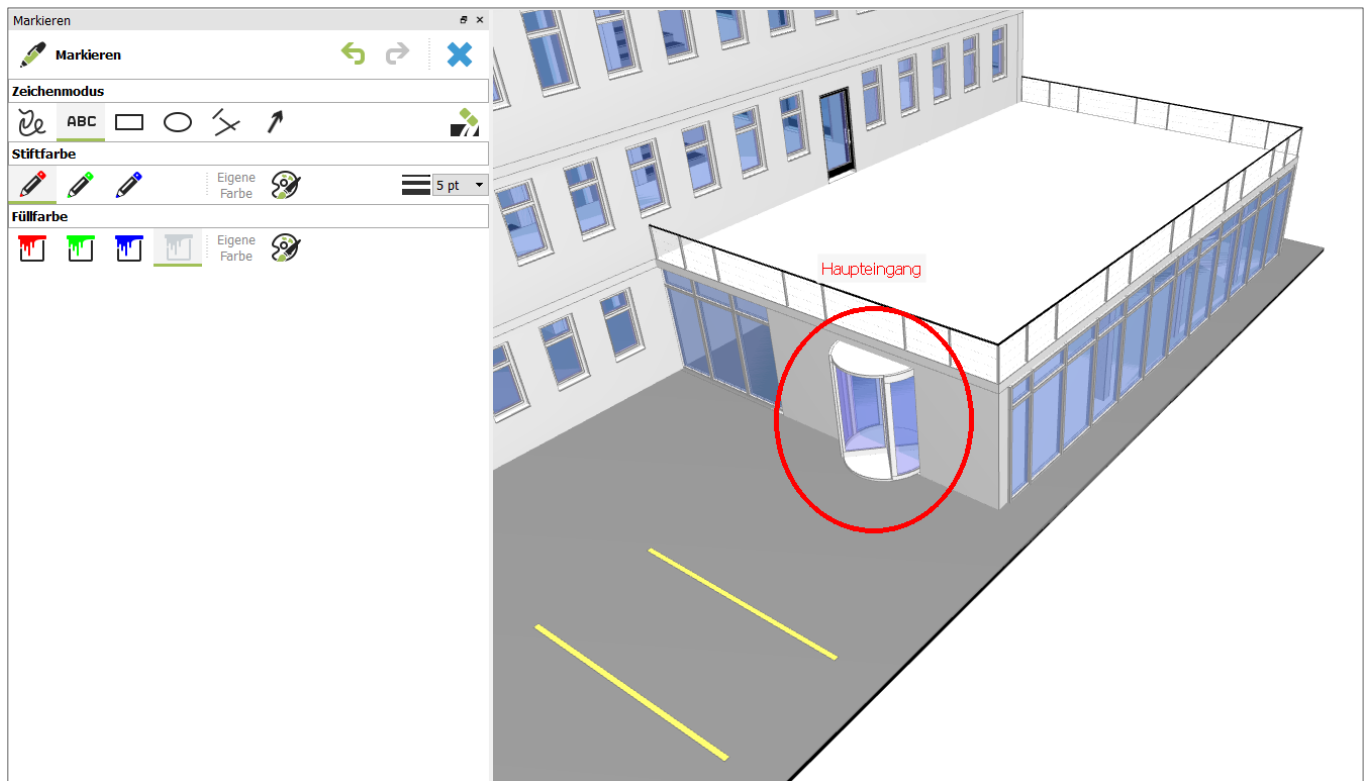 Markieren
Markieren
Zeichenmodus
ABC
Stiftfarbe
Eigene
Farbe
5 pt
Füllfarbe
Eigene
Farbe
Haupteingang